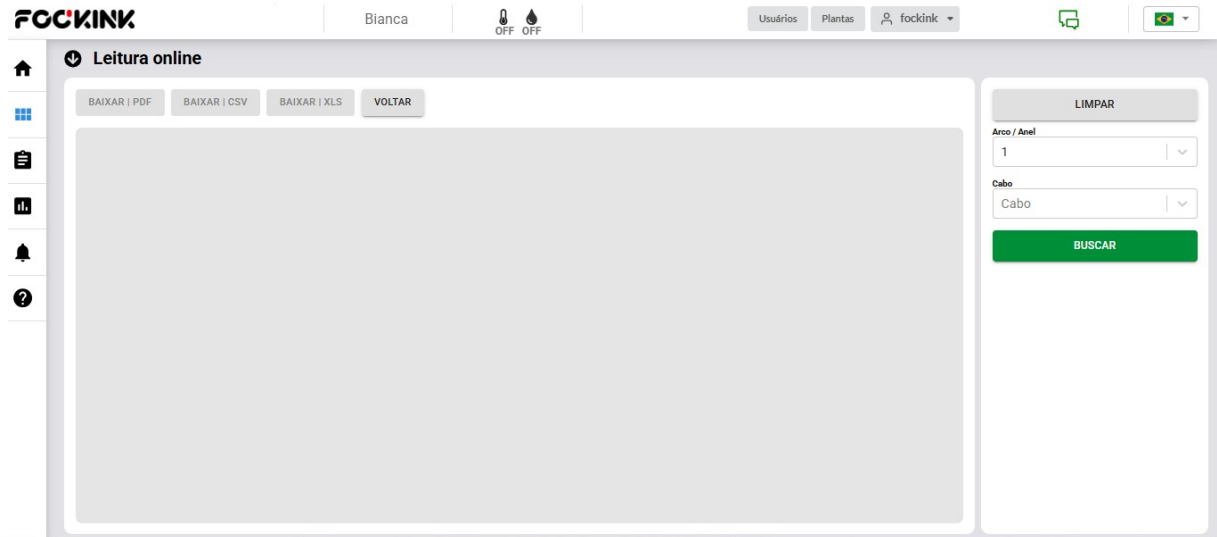 FOCKINK
Bianca
OFF OFF
Usuários
Plantas
fockink
Leitura online
BAIXAR | PDF
BAIXAR | CSV
BAIXAR | XLS
VOLTAR
LIMPAR
Arco / Anel
1
Cabo
Cabo
BUSCAR